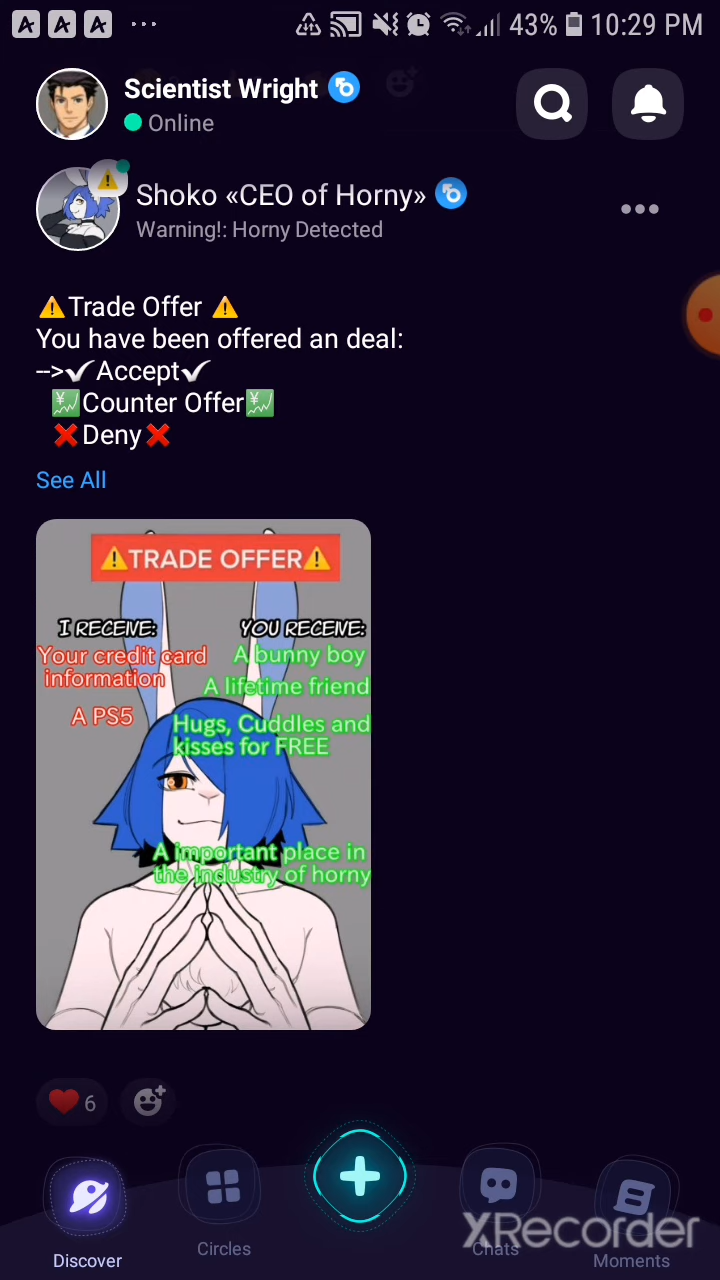 43% 10:29 PM
Scientist Wright
Online
Shoko «CEO of Horny»
Warning!: Horny Detected
⚠️Trade Offer ⚠️
You have been offered an deal:
-->✔Accept✔
💹Counter Offer💹
❌Deny❌
See All
⚠️TRADE OFFER⚠️
I RECEIVE:
Your credit card
information
A PS5
YOU RECEIVE:
A bunny boy
A lifetime friend
Hugs, Cuddles and
kisses for FREE
A important place in
the industry of horny
6
Discover
Circles
Chats
Moments
XRecorder